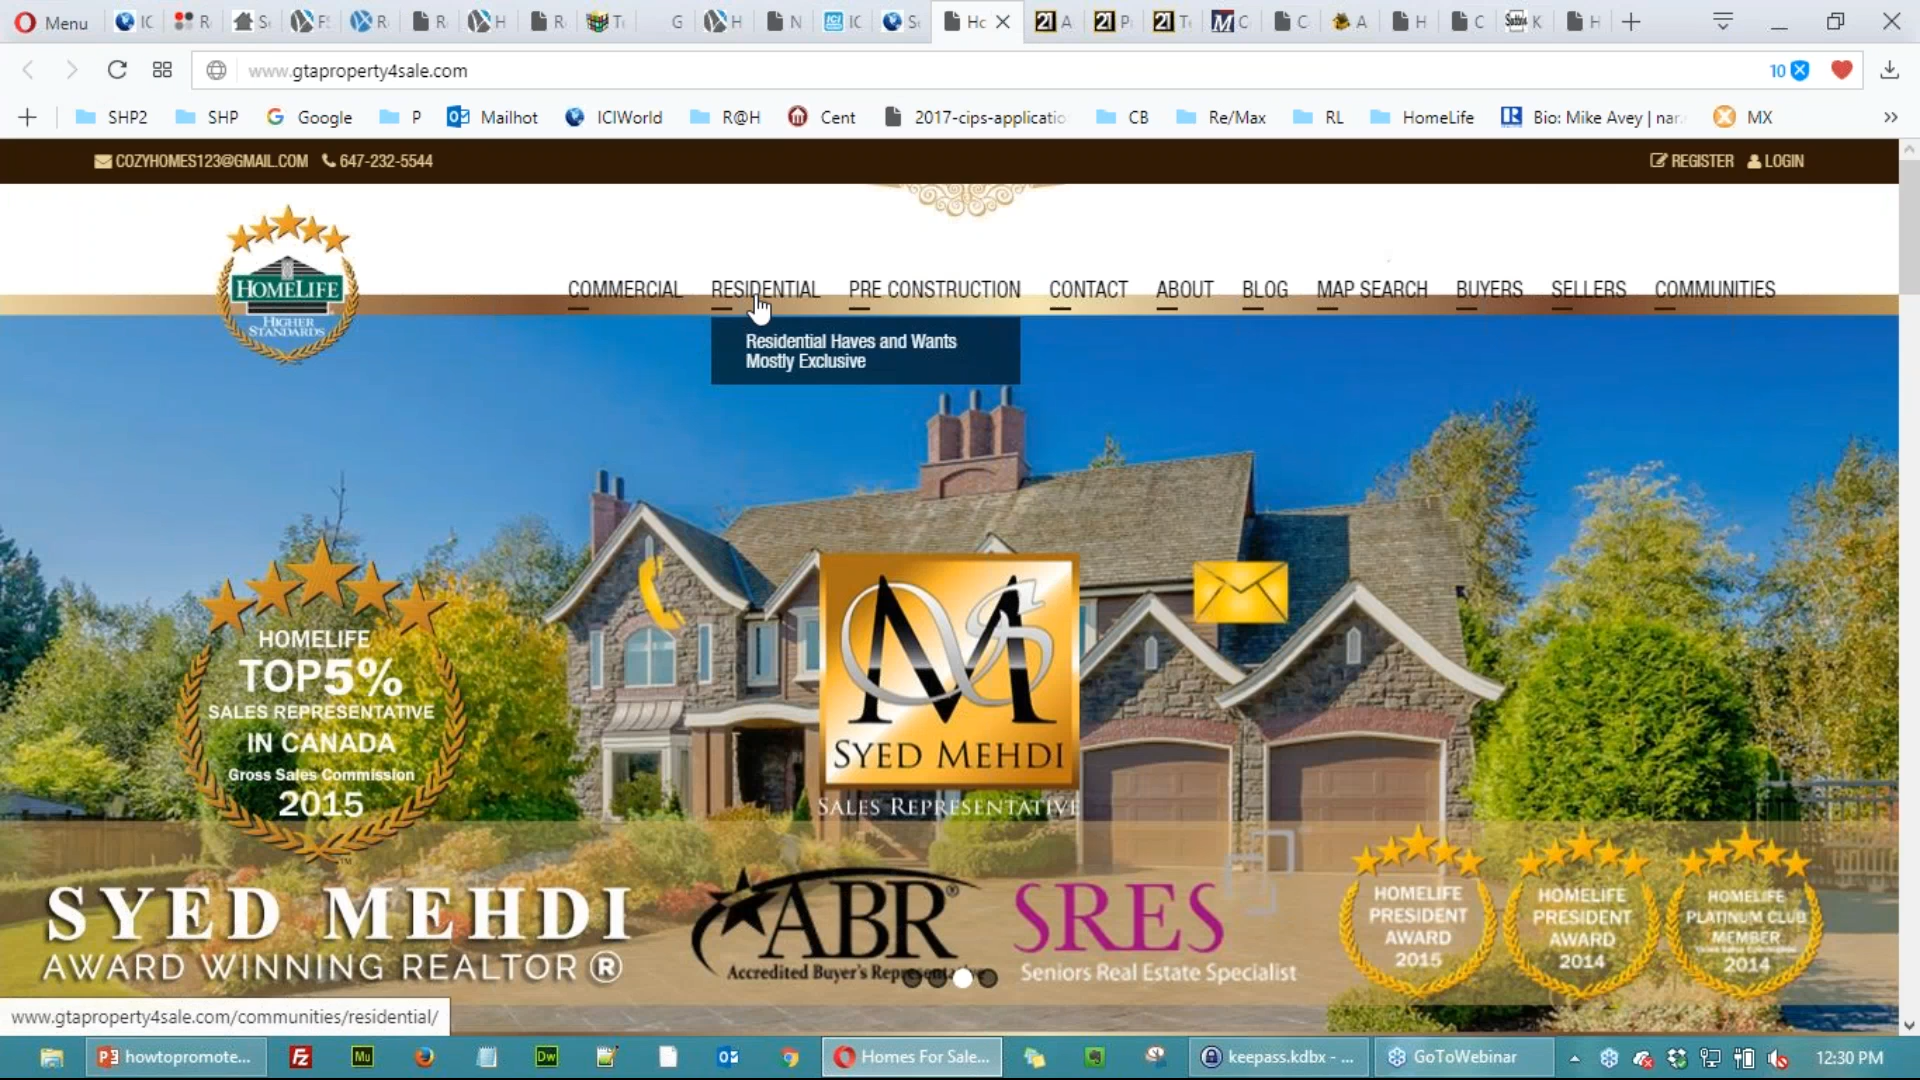 Menu
www.gtaproperty4sale.com
10
SHP2 SHP Google P Mailhot ICIWorld R@H Cent 2017-cips-applicatio CB Re/Max RL HomeLife Bio: Mike Avey | nar. MX
COZYHOMES123@GMAIL.COM 647-232-5544
REGISTER LOGIN
HOMELIFE
HIGHER
STANDARDS
COMMERCIAL RESIDENTIAL PRE CONSTRUCTION CONTACT ABOUT BLOG MAP SEARCH BUYERS SELLERS COMMUNITIES
Residential Haves and Wants
Mostly Exclusive
HOMELIFE
TOP5%
SALES REPRESENTATIVE
IN CANADA
Gross Sales Commission
2015
SYED MEHDI
SALES REPRESENTATIVE
SYED MEHDI
AWARD WINNING REALTOR ®
ABR®
Accredited Buyer's Representative
SRES
Seniors Real Estate Specialist
HOMELIFE
PRESIDENT
AWARD
2015
HOMELIFE
PRESIDENT
AWARD
2014
HOMELIFE
PLATINUM CLUB
MEMBER
2014
www.gtaproperty4sale.com/communities/residential/
howtopromote...
Homes For Sale...
keepass.kdbx - ...
GoToWebinar
12:30 PM